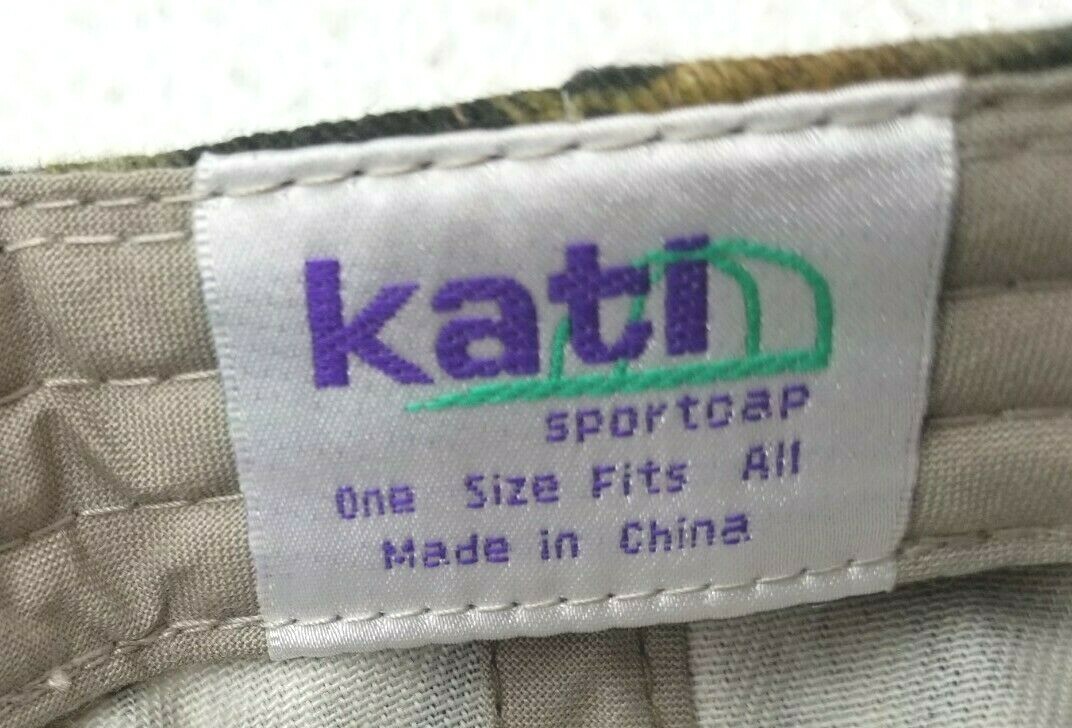 kati
sportcap
One Size Fits All
Made in China